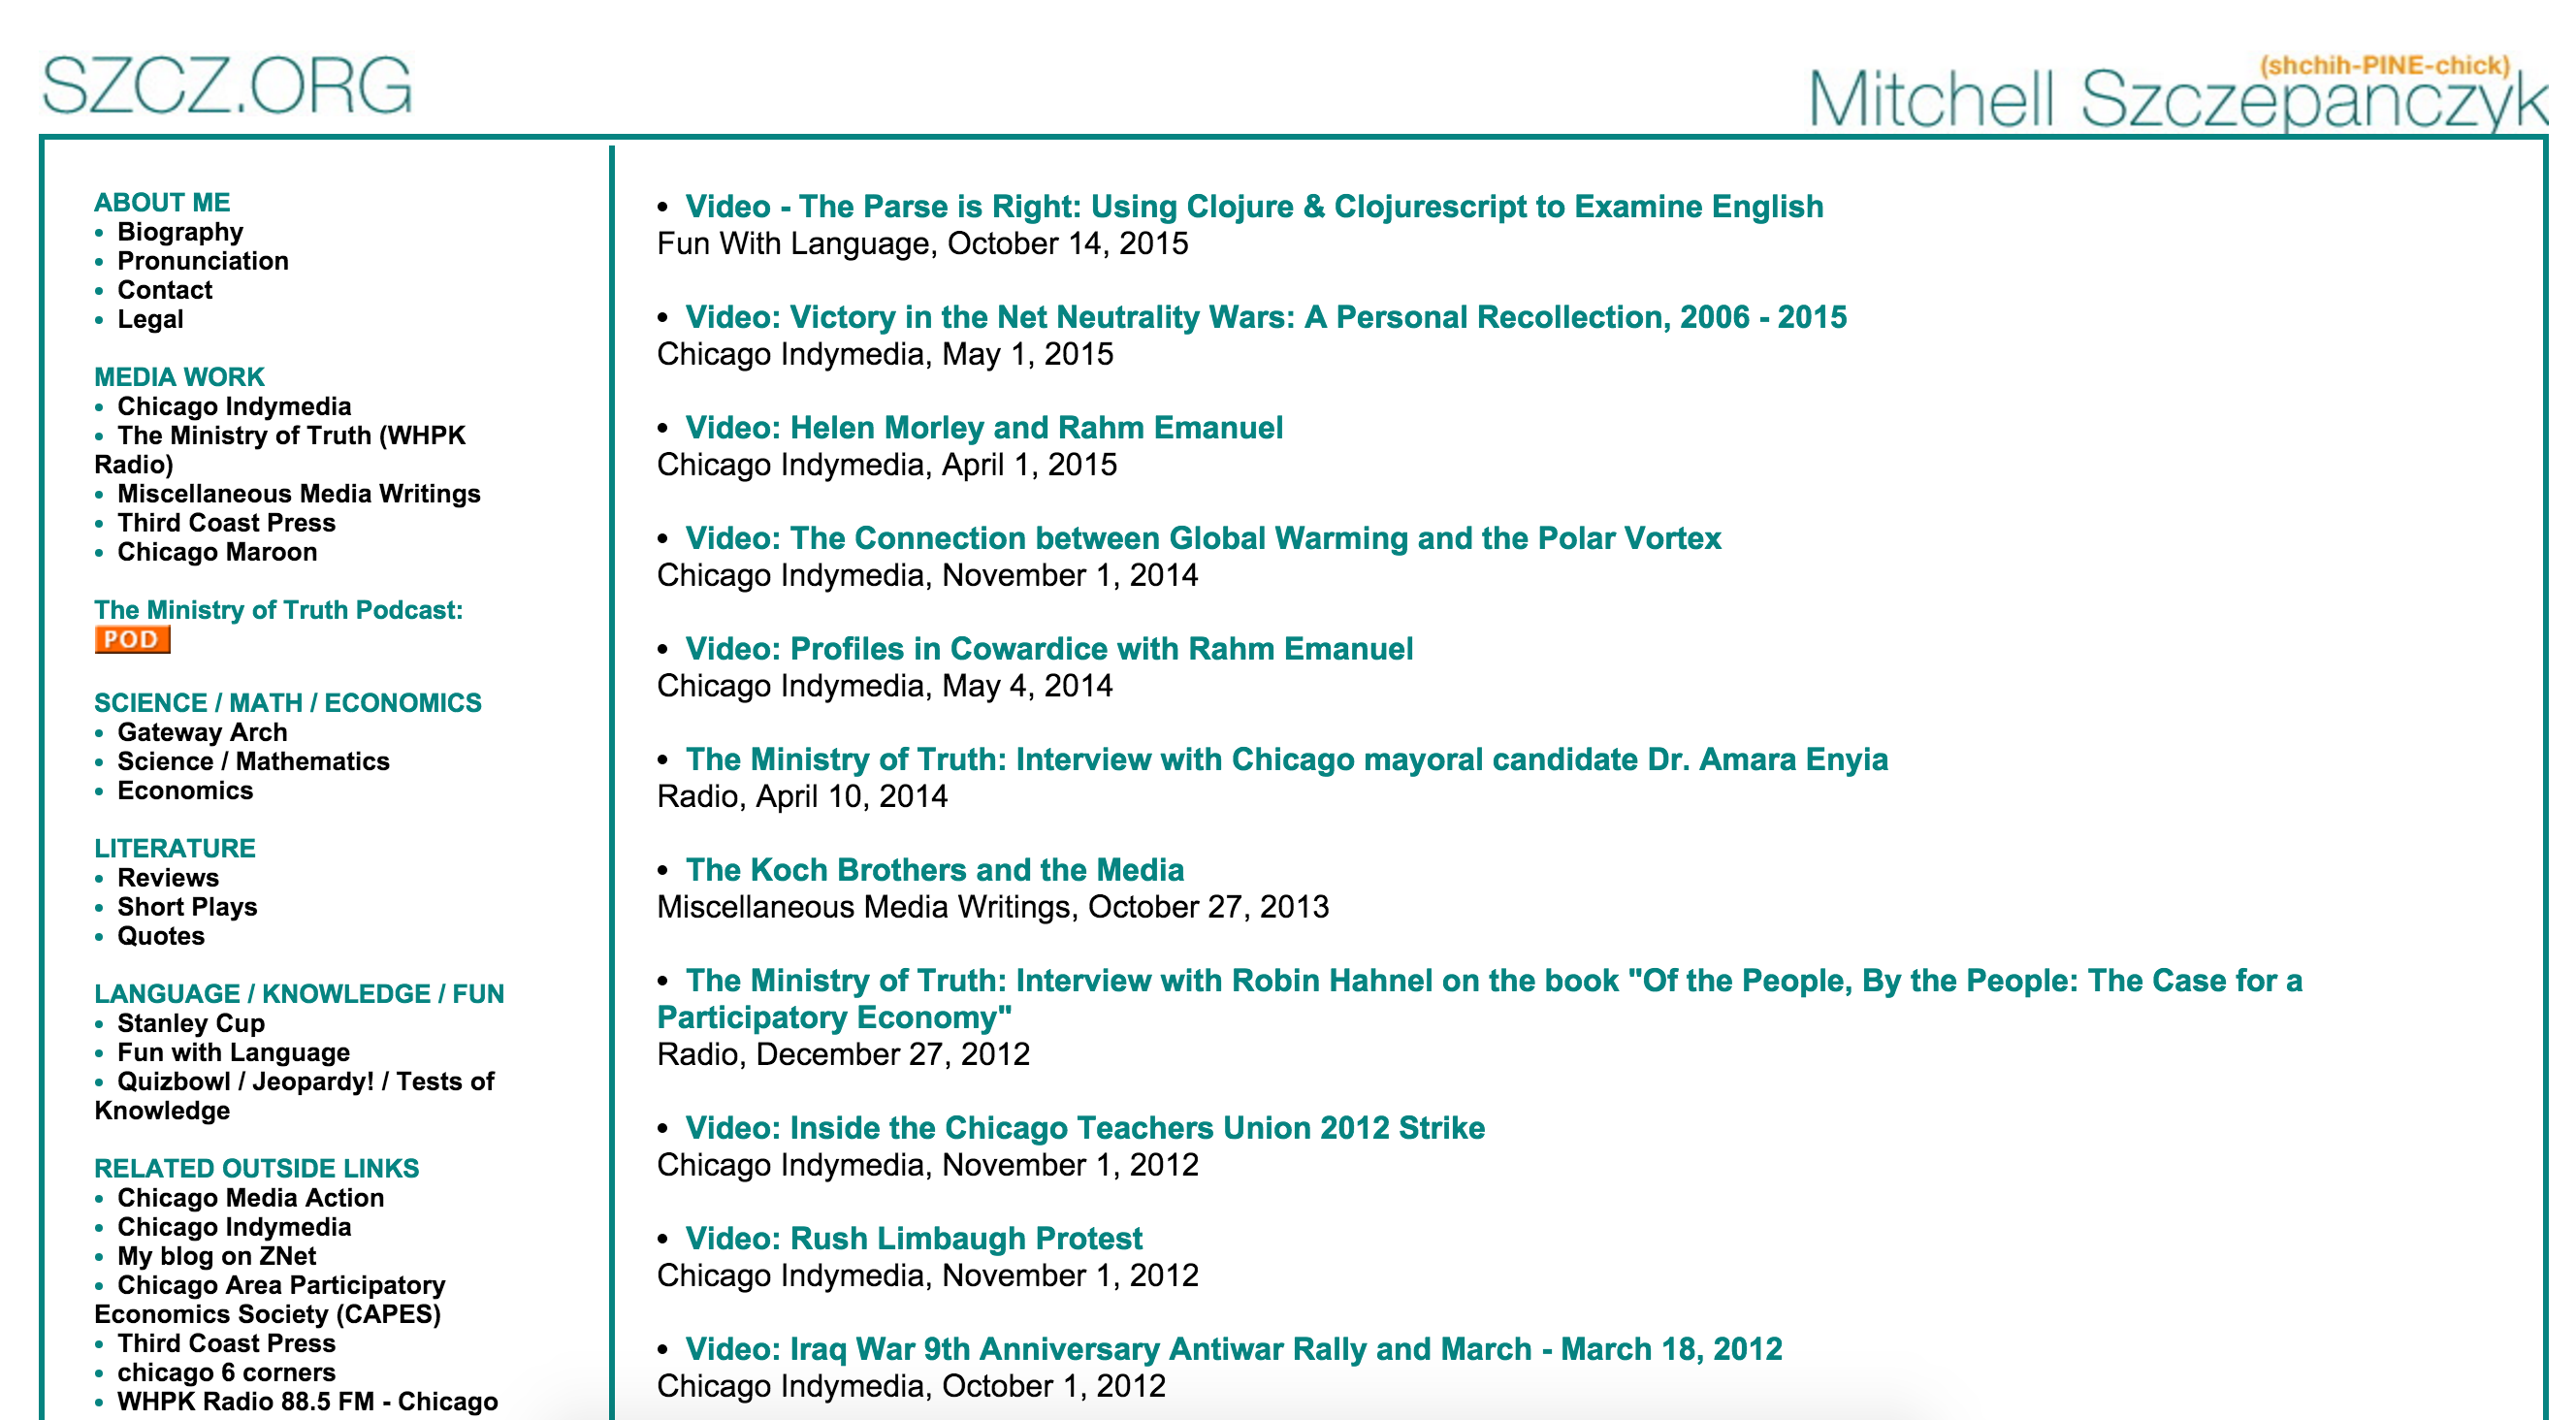 SZCZ.ORG
(shchih-PINE-chick)
Mitchell Szczepanczyk
ABOUT ME
• Biography
• Pronunciation
• Contact
• Legal
MEDIA WORK
• Chicago Indymedia
• The Ministry of Truth (WHPK
Radio)
• Miscellaneous Media Writings
• Third Coast Press
• Chicago Maroon
The Ministry of Truth Podcast:
POD
SCIENCE / MATH / ECONOMICS
• Gateway Arch
• Science / Mathematics
• Economics
LITERATURE
• Reviews
• Short Plays
• Quotes
LANGUAGE / KNOWLEDGE / FUN
• Stanley Cup
• Fun with Language
• Quizbowl / Jeopardy! / Tests of
Knowledge
RELATED OUTSIDE LINKS
• Chicago Media Action
• Chicago Indymedia
• My blog on ZNet
• Chicago Area Participatory
Economics Society (CAPES)
• Third Coast Press
• chicago 6 corners
• WHPK Radio 88.5 FM - Chicago
• Video - The Parse is Right: Using Clojure & Clojurescript to Examine English
Fun With Language, October 14, 2015
• Video: Victory in the Net Neutrality Wars: A Personal Recollection, 2006 - 2015
Chicago Indymedia, May 1, 2015
• Video: Helen Morley and Rahm Emanuel
Chicago Indymedia, April 1, 2015
• Video: The Connection between Global Warming and the Polar Vortex
Chicago Indymedia, November 1, 2014
• Video: Profiles in Cowardice with Rahm Emanuel
Chicago Indymedia, May 4, 2014
• The Ministry of Truth: Interview with Chicago mayoral candidate Dr. Amara Enyia
Radio, April 10, 2014
• The Koch Brothers and the Media
Miscellaneous Media Writings, October 27, 2013
• The Ministry of Truth: Interview with Robin Hahnel on the book "Of the People, By the People: The Case for a
Participatory Economy"
Radio, December 27, 2012
• Video: Inside the Chicago Teachers Union 2012 Strike
Chicago Indymedia, November 1, 2012
• Video: Rush Limbaugh Protest
Chicago Indymedia, November 1, 2012
• Video: Iraq War 9th Anniversary Antiwar Rally and March - March 18, 2012
Chicago Indymedia, October 1, 2012